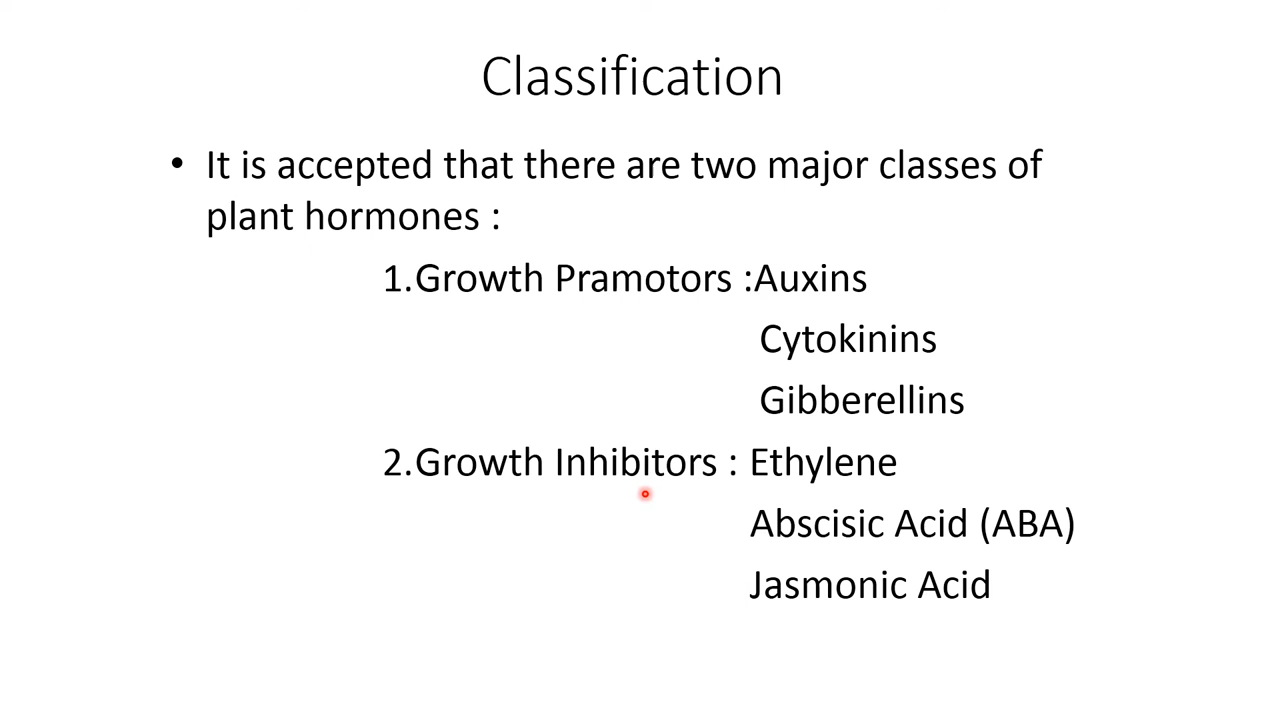 Classification
• It is accepted that there are two major classes of
plant hormones :
1.Growth Pramotors :Auxins
Cytokinins
Gibberellins
2.Growth Inhibitors : Ethylene
Abscisic Acid (ABA)
Jasmonic Acid